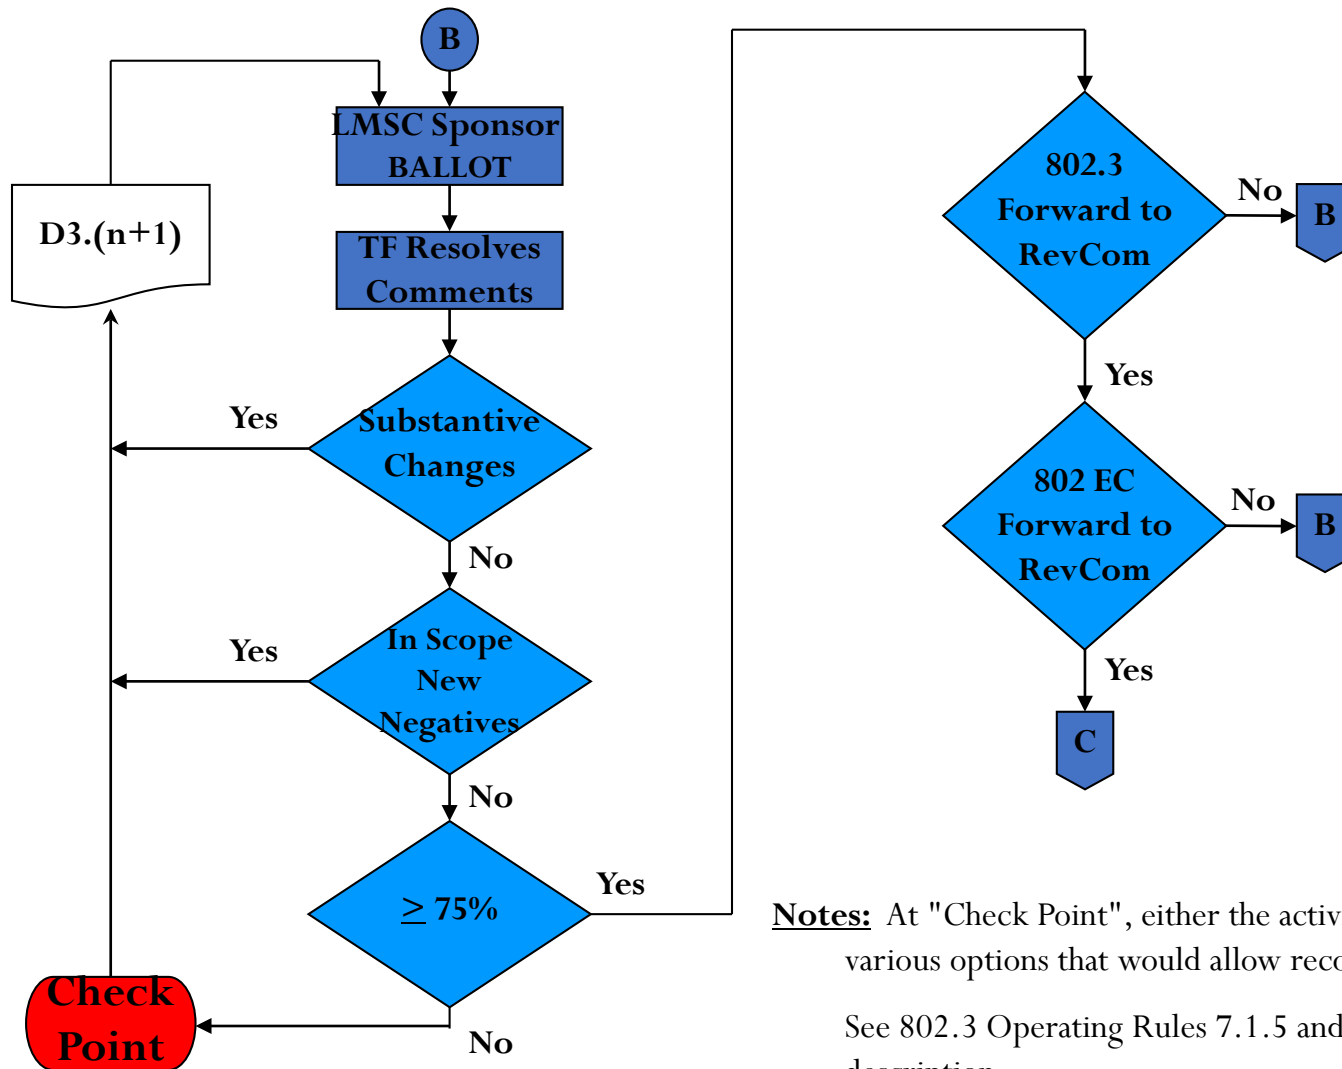 B
LMSC Sponsor
BALLOT
D3.(n+1)
TF Resolves
Comments
Yes
Substantive
Changes
No
Yes
In Scope
New
Negatives
No
≥ 75%
Yes
No
Check
Point
802.3
Forward to
RevCom
No
B
Yes
802 EC
Forward to
RevCom
No
B
Yes
C
Notes: At "Check Point", either the activ
various options that would allow reco
See 802.3 Operating Rules 7.1.5 and
description